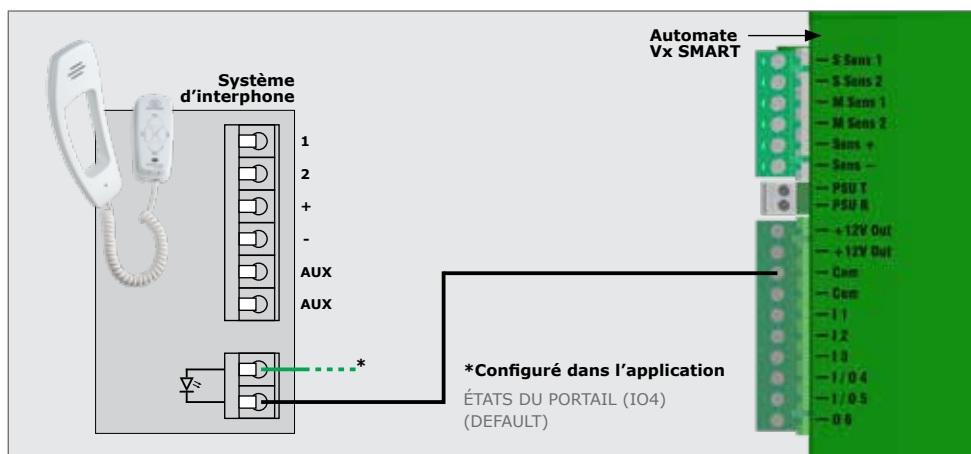 Automate
Vx SMART
Système
d'interphone
1
2
+
-
AUX
AUX
*
*Configuré dans l'application
ÉTATS DU PORTAIL (IO4)
(DEFAULT)
S Sens 1
S Sens 2
M Sens 1
M Sens 2
Sens +
Sens –
PSU T
PSU R
+12V Out
+12V Out
Com
Com
I 1
I 2
I 3
I / O 4
I / O 5
O 6